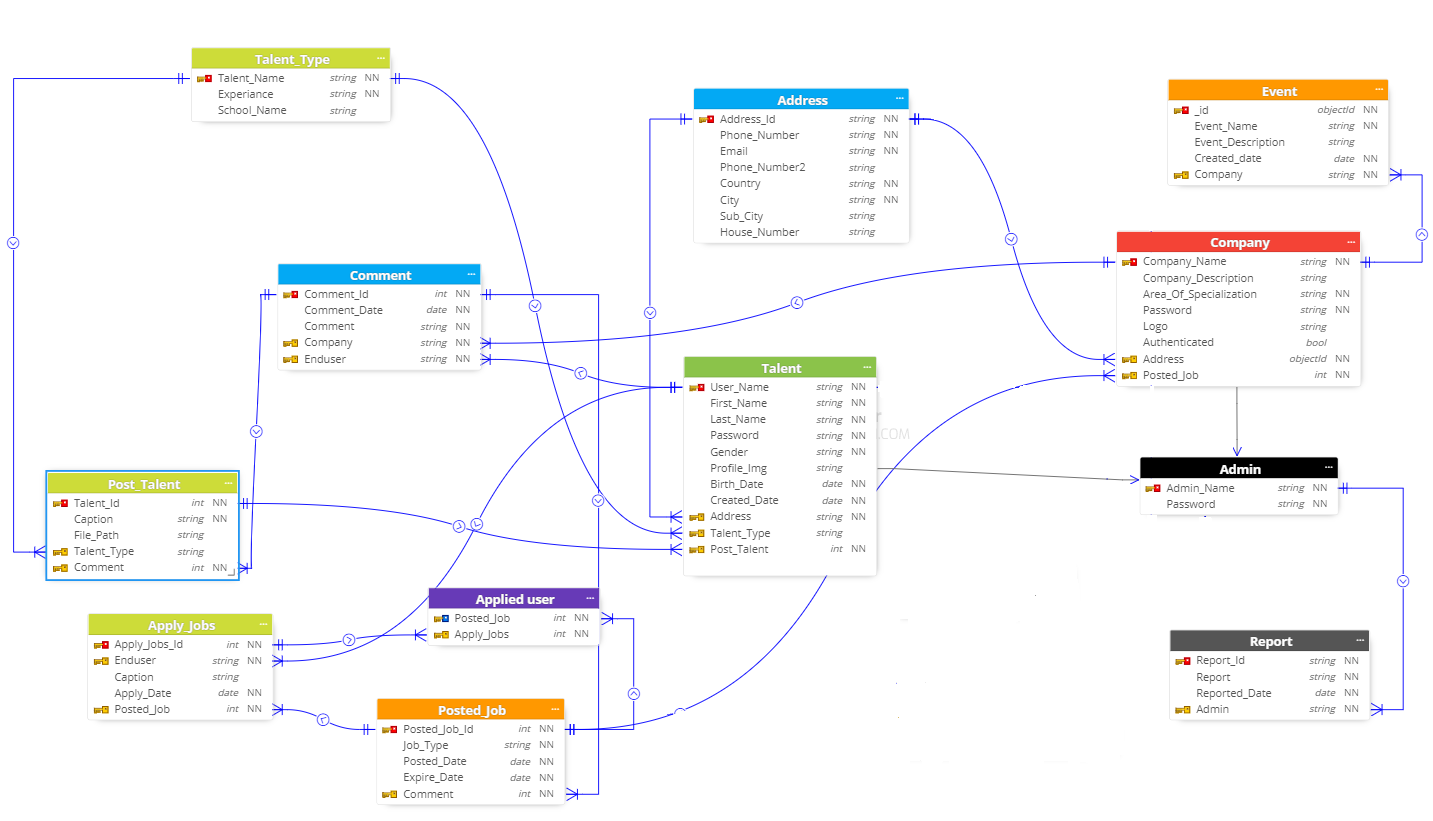 Talent_Type ...
Talent_Name string NN
Experiance string NN
School_Name string
Address ...
Address_Id string NN
Phone_Number string NN
Email string NN
Phone_Number2 string
Country string NN
City string NN
Sub_City string
House_Number string
Event ...
_id objectId NN
Event_Name string NN
Event_Description string
Created_date date NN
Company string NN
Company ...
Company_Name string NN
Company_Description string
Area_Of_Specialization string NN
Password string NN
Logo string
Authenticated bool
Address objectId NN
Posted_Job int NN
Comment ...
Comment_Id int NN
Comment_Date date NN
Comment string NN
Company string NN
Enduser string NN
Talent ...
User_Name string NN
First_Name string NN
Last_Name string NN
Password string NN
Gender string NN
Profile_Img string
Birth_Date date NN
Created_Date date NN
Address string NN
Talent_Type string
Post_Talent int NN
.COM
Admin ...
Admin_Name string NN
Password string NN
Post_Talent ...
Talent_Id int NN
Caption string NN
File_Path string
Talent_Type string
Comment int NN
Applied user ...
Posted_Job int NN
Apply_Jobs int NN
Apply_Jobs ...
Apply_Jobs_Id int NN
Enduser string NN
Caption string
Apply_Date date NN
Posted_Job int NN
Report ...
Report_Id string NN
Report string NN
Reported_Date date NN
Admin string NN
Posted_Job ...
Posted_Job_Id int NN
Job_Type string NN
Posted_Date date NN
Expire_Date date NN
Comment int NN